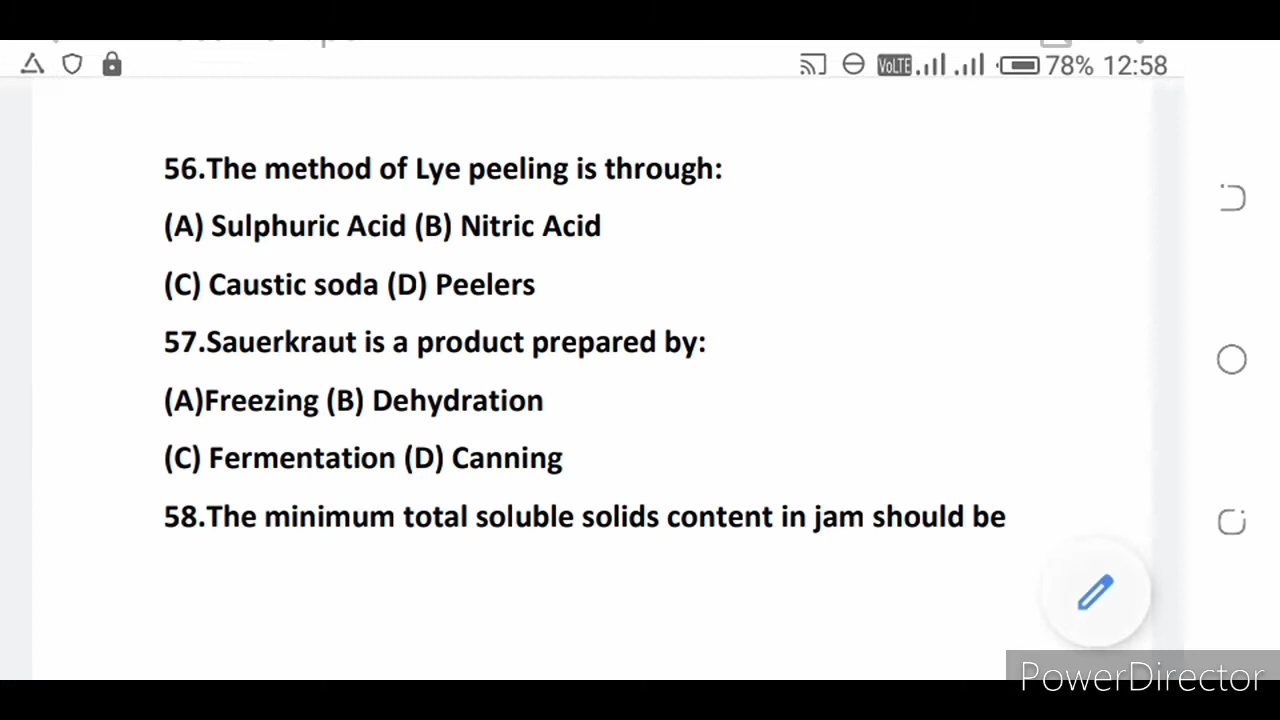 VoLTE 78% 12:58
56.The method of Lye peeling is through:
(A) Sulphuric Acid (B) Nitric Acid
(C) Caustic soda (D) Peelers
57.Sauerkraut is a product prepared by:
(A)Freezing (B) Dehydration
(C) Fermentation (D) Canning
58.The minimum total soluble solids content in jam should be
PowerDirector